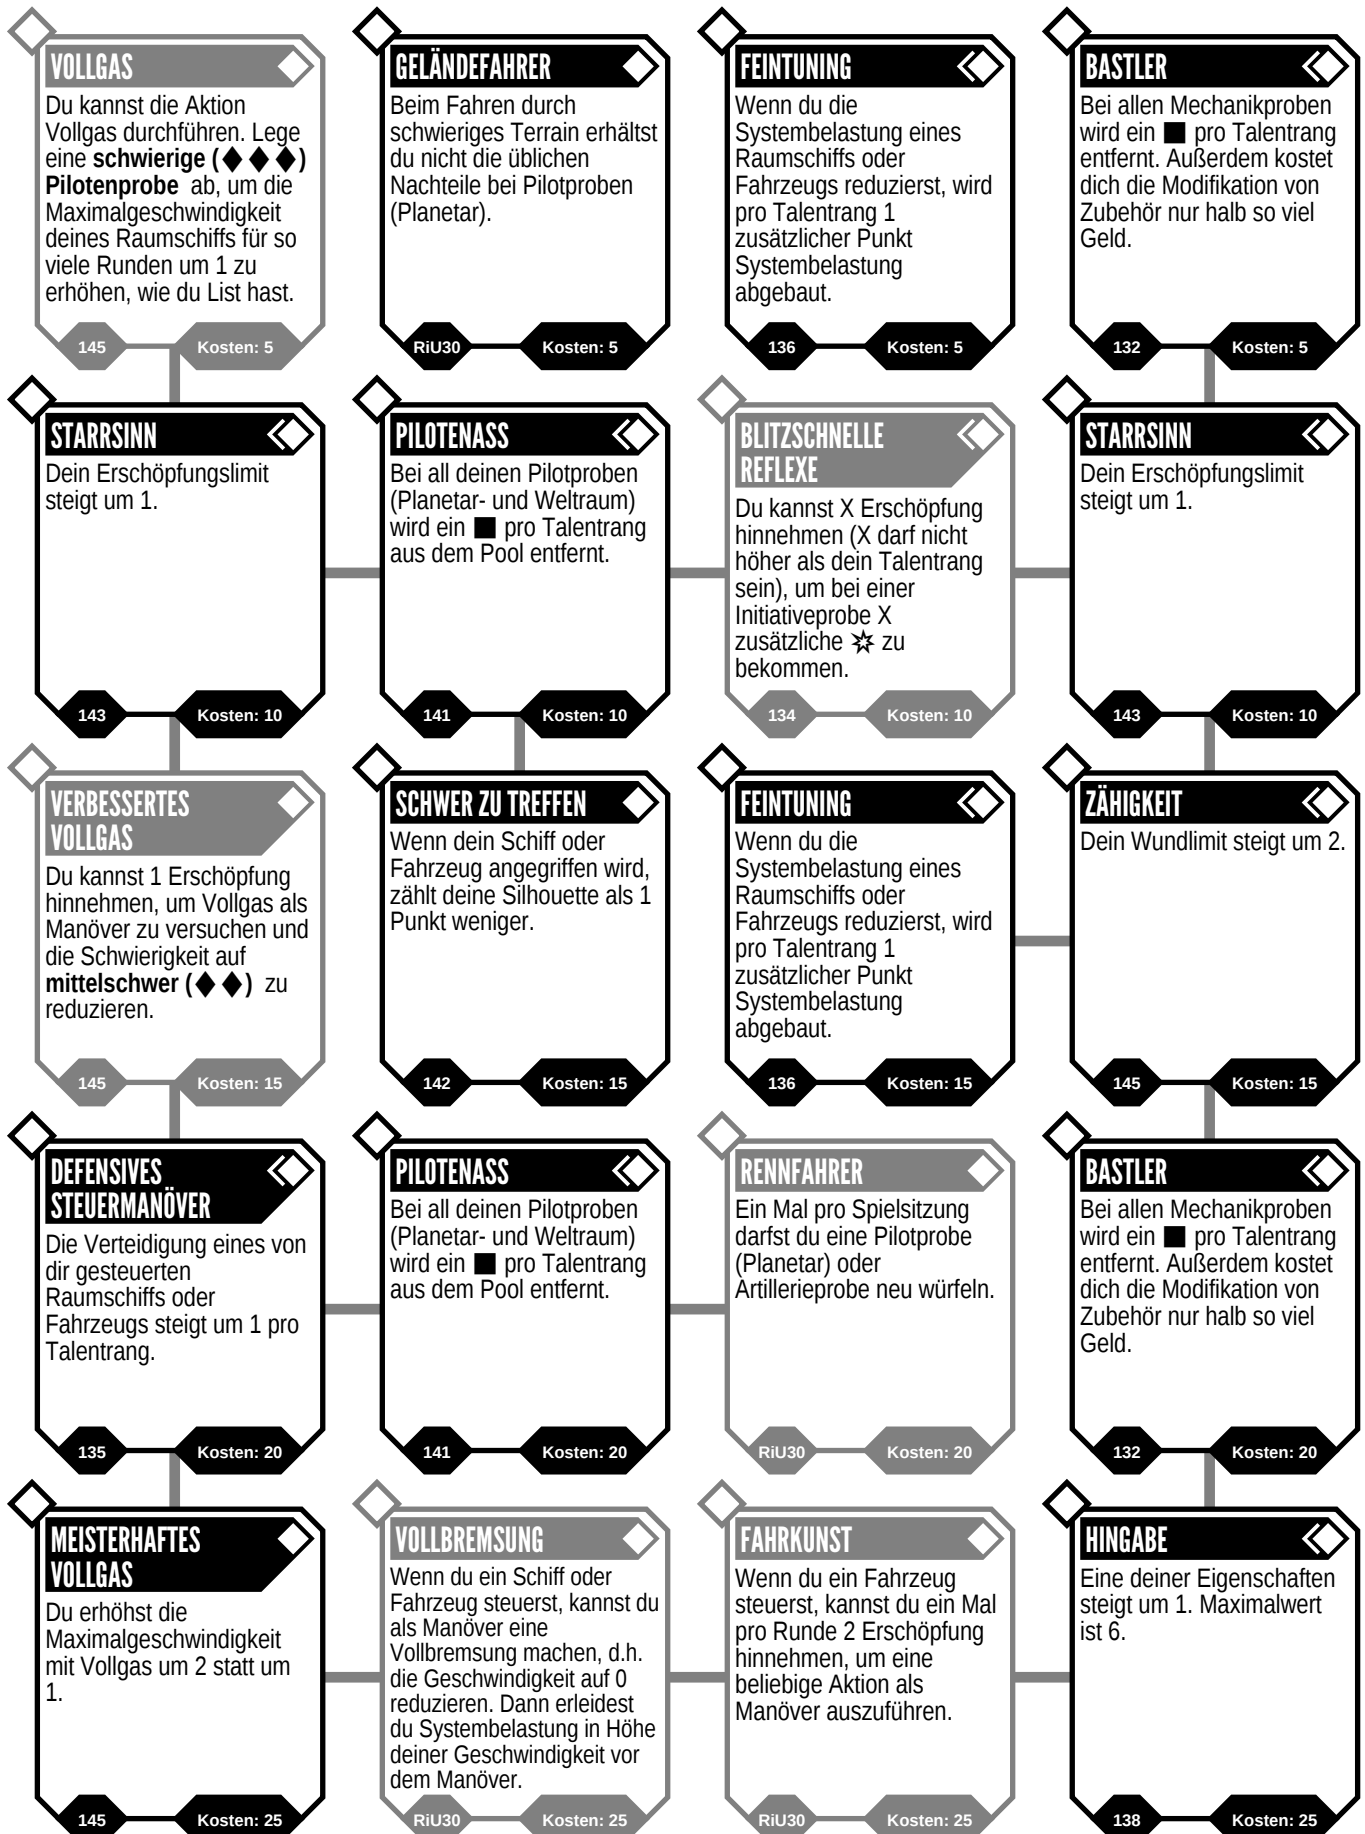 VOLLGAS
Du kannst die Aktion
Vollgas durchführen. Lege
eine schwierige (◆ ◆ ◆)
Pilotenprobe ab, um die
Maximalgeschwindigkeit
deines Raumschiffs für so
viele Runden um 1 zu
erhöhen, wie du List hast.
145 Kosten: 5
GELÄNDEFAHRER
Beim Fahren durch
schwieriges Terrain erhältst
du nicht die üblichen
Nachteile bei Pilotproben
(Planetar).
RiU30 Kosten: 5
FEINTUNING
Wenn du die
Systembelastung eines
Raumschiffs oder
Fahrzeugs reduzierst, wird
pro Talentrang 1
zusätzlicher Punkt
Systembelastung
abgebaut.
136 Kosten: 5
BASTLER
Bei allen Mechanikproben
wird ein ■ pro Talentrang
entfernt. Außerdem kostet
dich die Modifikation von
Zubehör nur halb so viel
Geld.
132 Kosten: 5
STARRSINN
Dein Erschöpfungslimit
steigt um 1.
143 Kosten: 10
PILOTENASS
Bei all deinen Pilotproben
(Planetar- und Weltraum)
wird ein ■ pro Talentrang
aus dem Pool entfernt.
141 Kosten: 10
BLITZSCHNELLE
REFLEXE
Du kannst X Erschöpfung
hinnehmen (X darf nicht
höher als dein Talentrang
sein), um bei einer
Initiativeprobe X
zusätzliche ✲ zu
bekommen.
134 Kosten: 10
STARRSINN
Dein Erschöpfungslimit
steigt um 1.
143 Kosten: 10
VERBESSERTES
VOLLGAS
Du kannst 1 Erschöpfung
hinnehmen, um Vollgas als
Manöver zu versuchen und
die Schwierigkeit auf
mittelschwer (◆ ◆) zu
reduzieren.
145 Kosten: 15
SCHWER ZU TREFFEN
Wenn dein Schiff oder
Fahrzeug angegriffen wird,
zählt deine Silhouette als 1
Punkt weniger.
142 Kosten: 15
FEINTUNING
Wenn du die
Systembelastung eines
Raumschiffs oder
Fahrzeugs reduzierst, wird
pro Talentrang 1
zusätzlicher Punkt
Systembelastung
abgebaut.
136 Kosten: 15
ZÄHIGKEIT
Dein Wundlimit steigt um 2.
145 Kosten: 15
DEFENSIVES
STEUERMANÖVER
Die Verteidigung eines von
dir gesteuerten
Raumschiffs oder
Fahrzeugs steigt um 1 pro
Talentrang.
135 Kosten: 20
PILOTENASS
Bei all deinen Pilotproben
(Planetar- und Weltraum)
wird ein ■ pro Talentrang
aus dem Pool entfernt.
141 Kosten: 20
RENNFAHRER
Ein Mal pro Spielsitzung
darfst du eine Pilotprobe
(Planetar) oder
Artillerieprobe neu würfeln.
RiU30 Kosten: 20
BASTLER
Bei allen Mechanikproben
wird ein ■ pro Talentrang
entfernt. Außerdem kostet
dich die Modifikation von
Zubehör nur halb so viel
Geld.
132 Kosten: 20
MEISTERHAFTES
VOLLGAS
Du erhöhst die
Maximalgeschwindigkeit
mit Vollgas um 2 statt um
1.
145 Kosten: 25
VOLLBREMSUNG
Wenn du ein Schiff oder
Fahrzeug steuerst, kannst du
als Manöver eine
Vollbremsung machen, d.h.
die Geschwindigkeit auf 0
reduzieren. Dann erleidest
du Systembelastung in Höhe
deiner Geschwindigkeit vor
dem Manöver.
RiU30 Kosten: 25
FAHRKUNST
Wenn du ein Fahrzeug
steuerst, kannst du ein Mal
pro Runde 2 Erschöpfung
hinnehmen, um eine
beliebige Aktion als
Manöver auszuführen.
RiU30 Kosten: 25
HINGABE
Eine deiner Eigenschaften
steigt um 1. Maximalwert
ist 6.
138 Kosten: 25